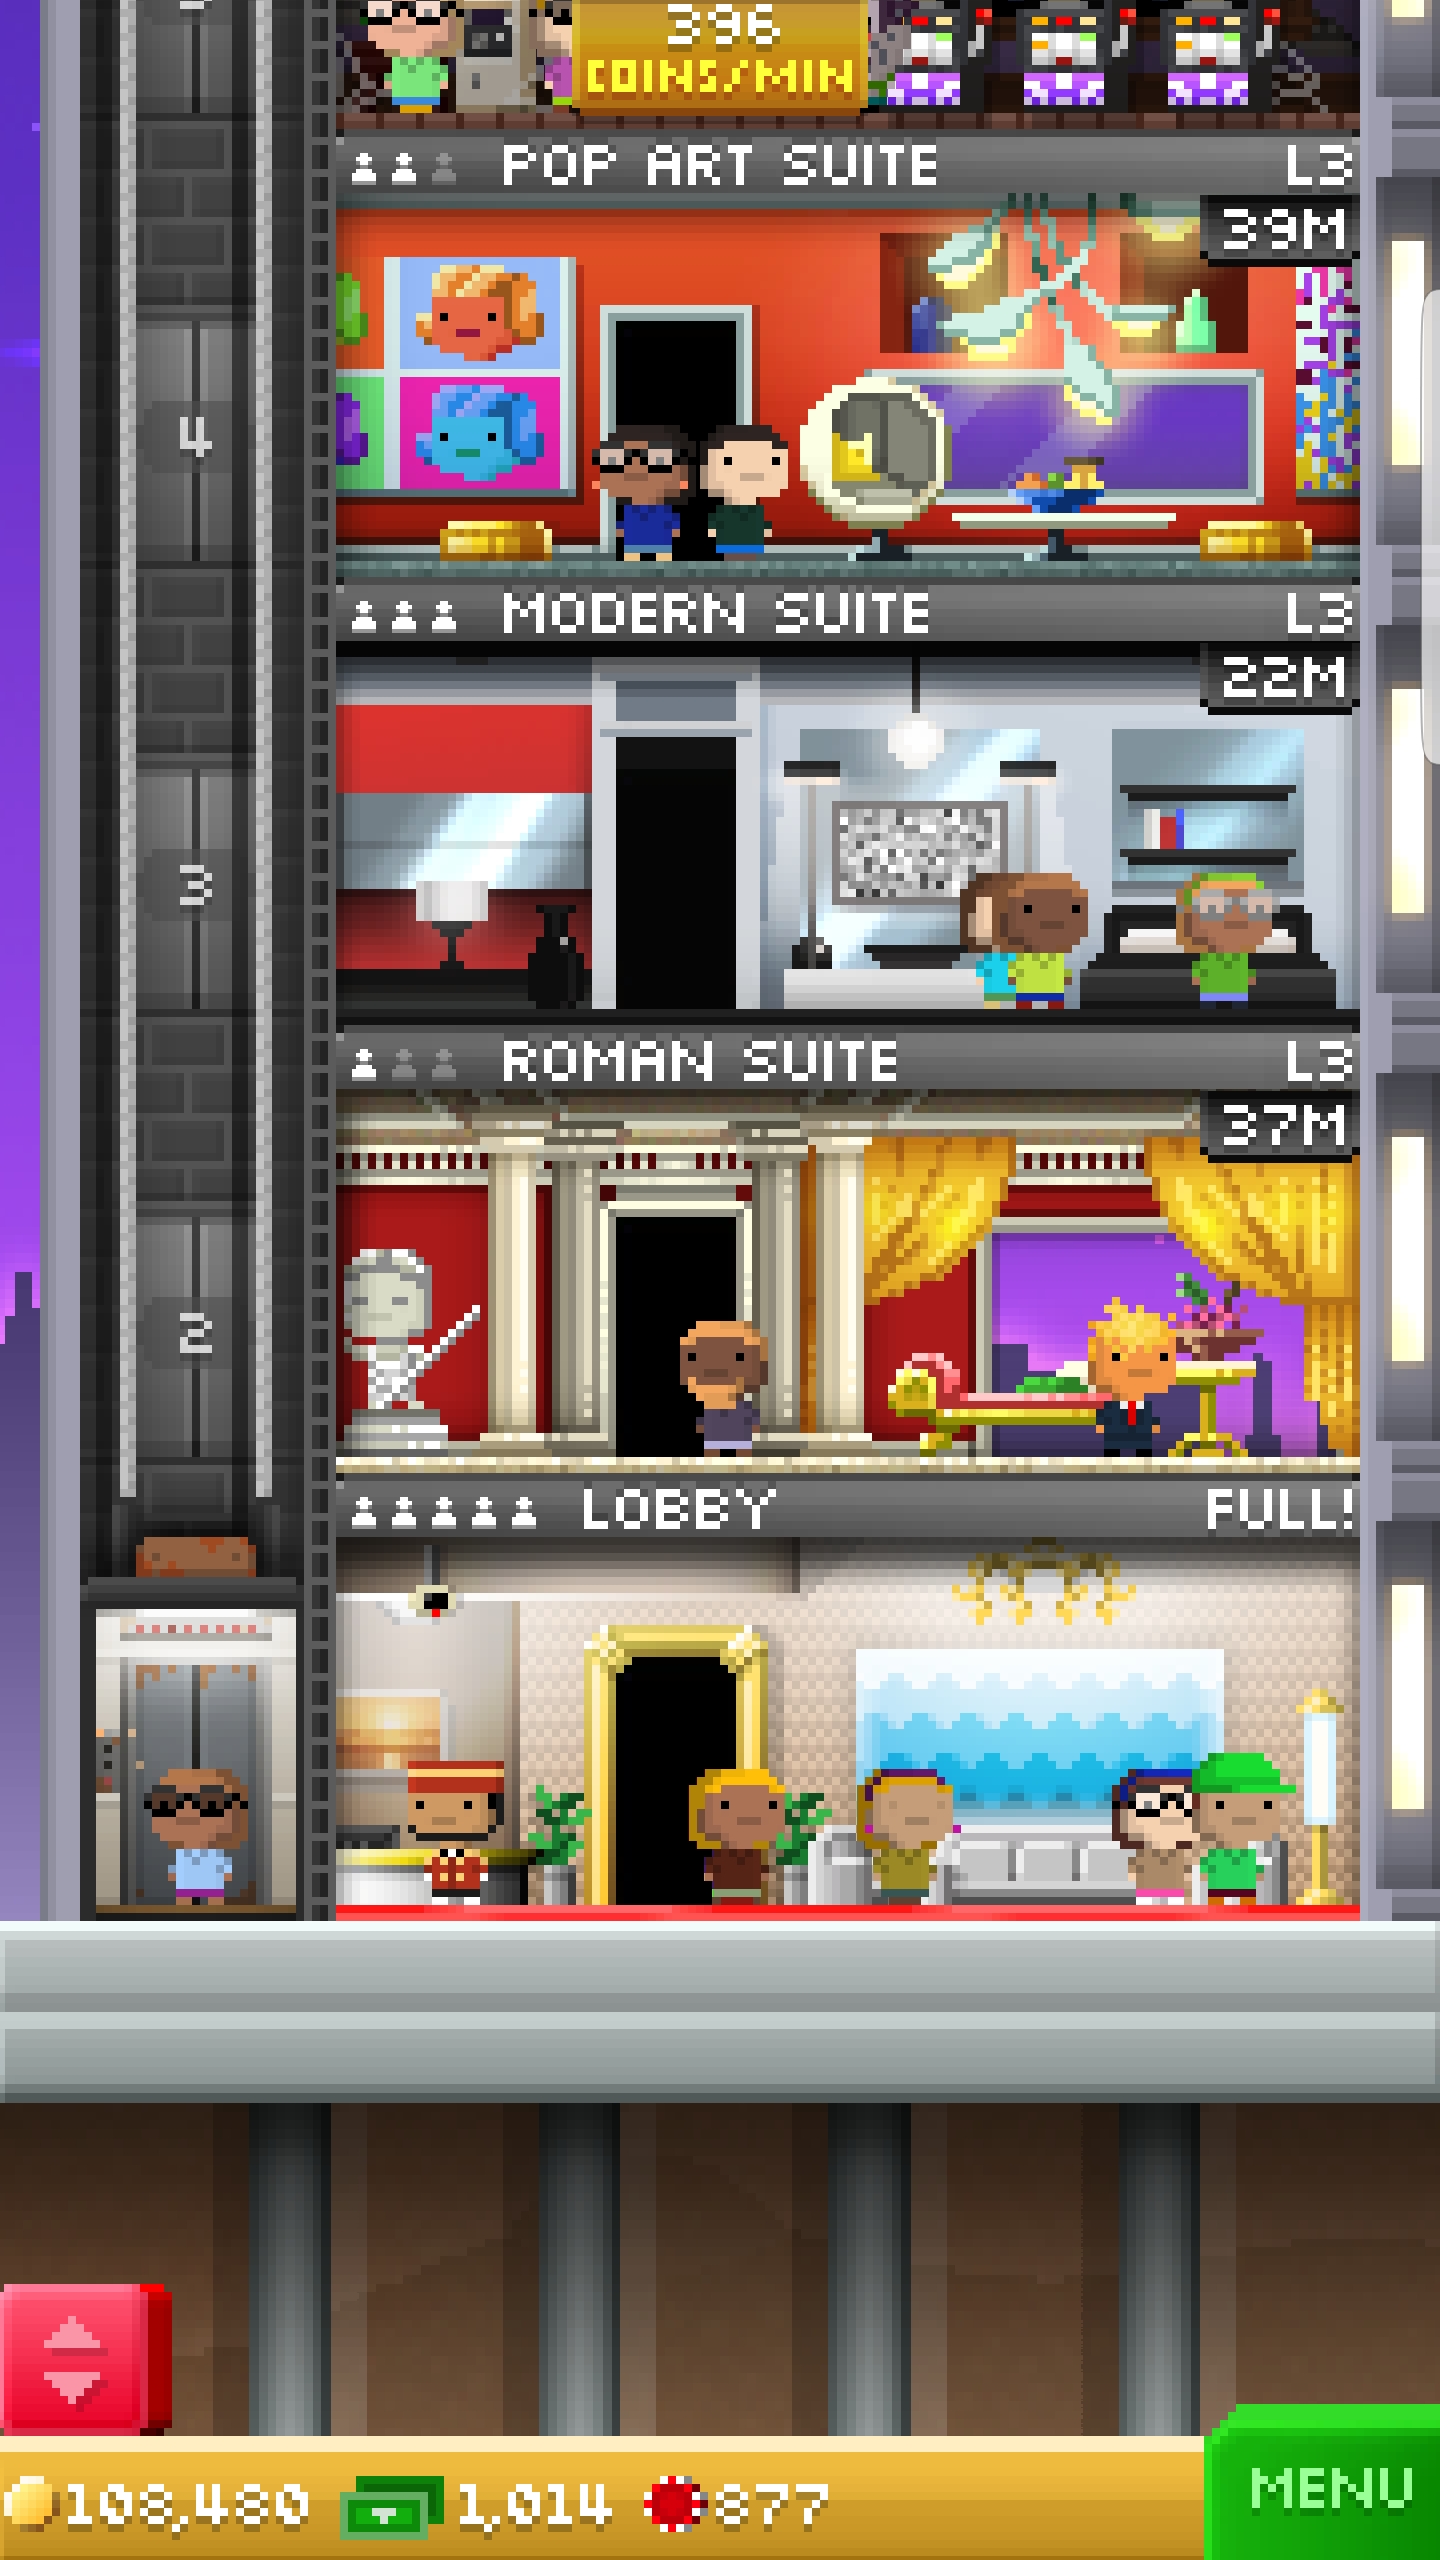 396
COINS/MIN
POP ART SUITE L3
39M
4
MODERN SUITE L3
22M
3
ROMAN SUITE L3
37M
2
LOBBY FULL!
108,480 1,014 877
MENU